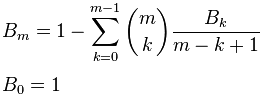 B_m = 1 - \sum_{k=0}^{m-1} \binom{m}{k} \frac{B_k}{m-k+1}
B_0 = 1